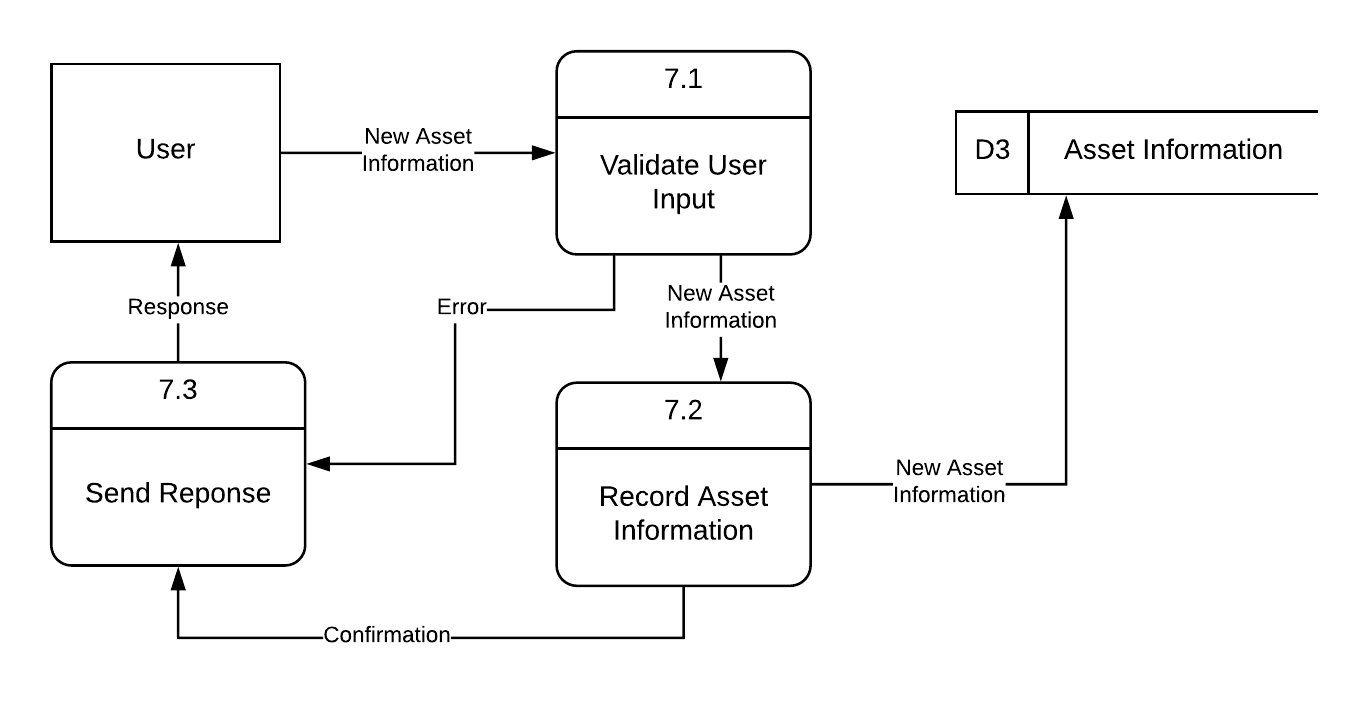 7.1
User
New Asset
Information
Validate User
Input
D3
Asset Information
Response
Error
New Asset
Information
7.3
Send Reponse
7.2
Record Asset
Information
New Asset
Information
Confirmation